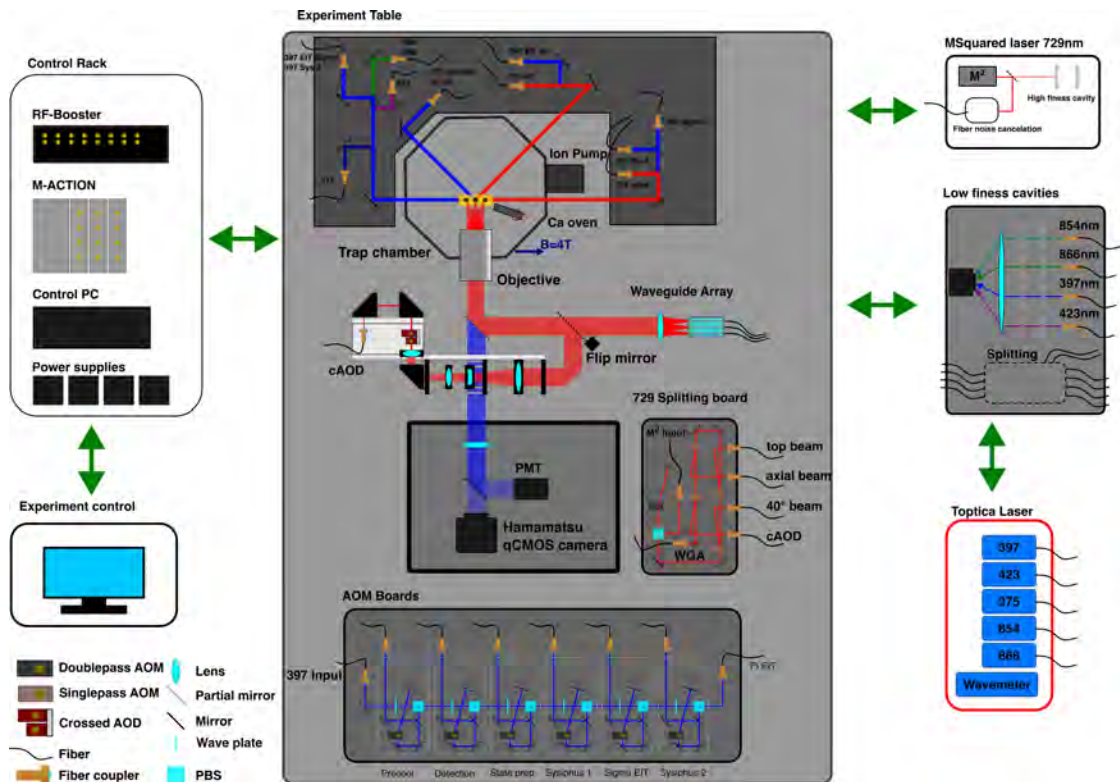 Experiment Table
Control Rack
RF-Booster
M-ACTION
Control PC
Power supplies
Experiment control
Doublepass AOM
Singlepass AOM
Crossed AOD
Fiber
Fiber coupler
Lens
Partial mirror
Mirror
Wave plate
PBS
Ion Pump
Ca oven
B=4T
Trap chamber
Objective
Waveguide Array
Flip mirror
cAOD
PMT
Hamamatsu
qCMOS camera
729 Splitting board
M² Input
top beam
axial beam
40° beam
cAOD
WGA
AOM Boards
397 Input
Precool
Detection
State prep
Sysiphus 1
Sigma EIT
Sysiphus 2
MSquared laser 729nm
M²
High finess cavity
Fiber noise cancelation
Low finess cavities
854nm
866nm
397nm
423nm
Splitting
Toptica Laser
397
423
375
854
866
Wavemeter